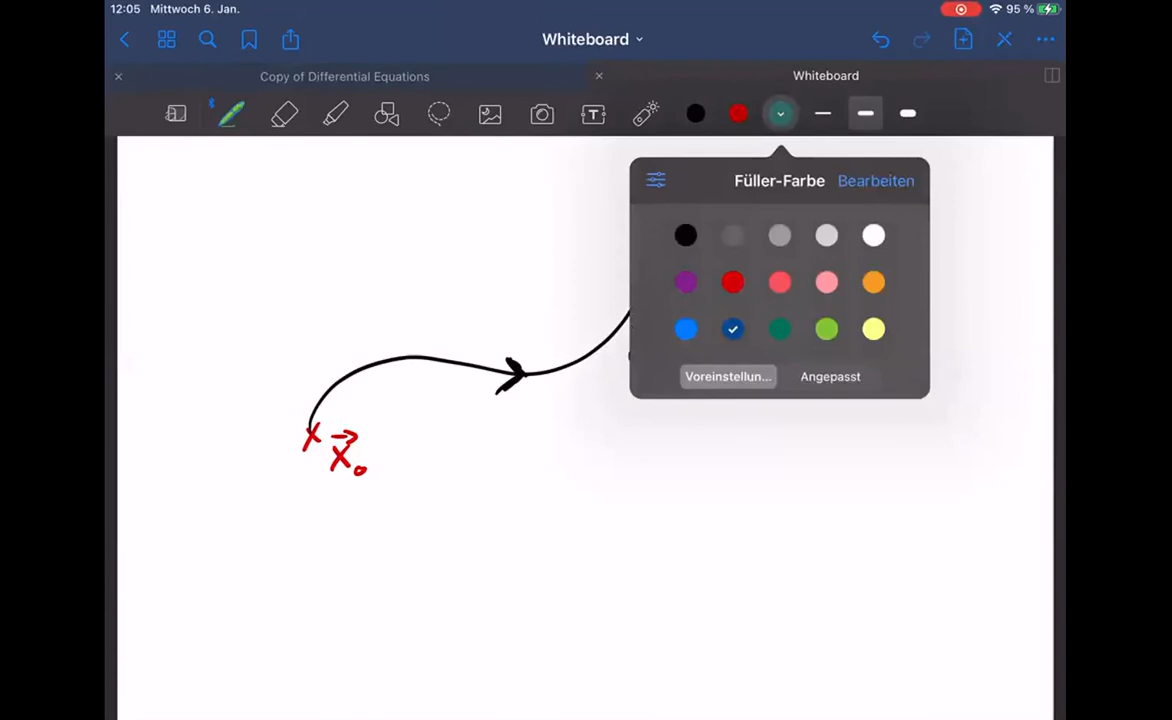 12:05 Mittwoch 6. Jan. 95 %
Whiteboard
Copy of Differential Equations
Whiteboard
T
Füller-Farbe Bearbeiten
Voreinstellun... Angepasst
x x⃗₀